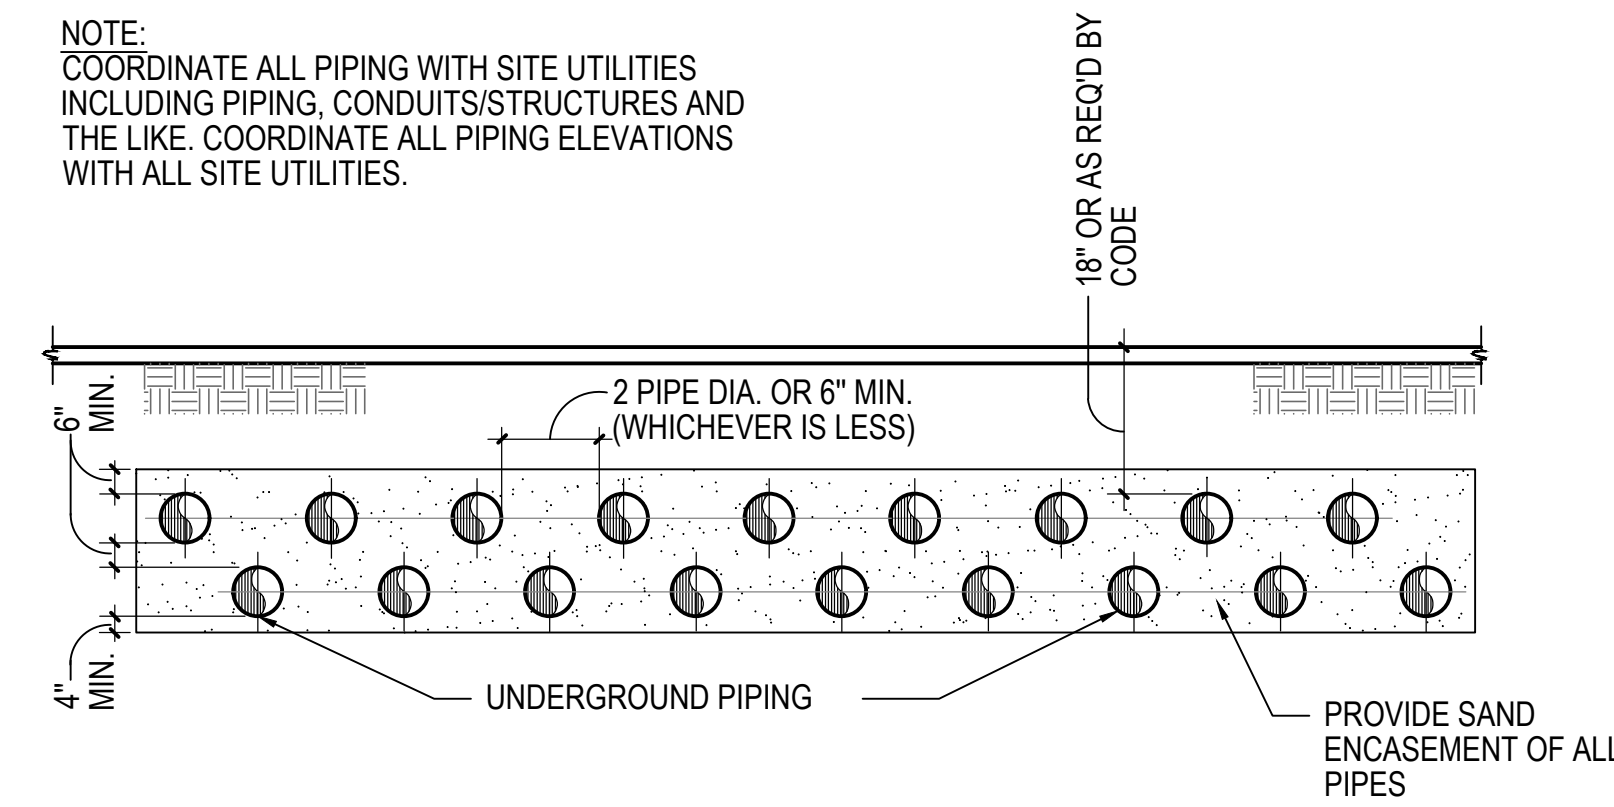 NOTE:
COORDINATE ALL PIPING WITH SITE UTILITIES
INCLUDING PIPING, CONDUITS/STRUCTURES AND
THE LIKE. COORDINATE ALL PIPING ELEVATIONS
WITH ALL SITE UTILITIES.
18" OR AS REQ'D BY
CODE
6"
MIN.
2 PIPE DIA. OR 6" MIN.
(WHICHEVER IS LESS)
4"
MIN.
UNDERGROUND PIPING
PROVIDE SAND
ENCASEMENT OF ALL
PIPES